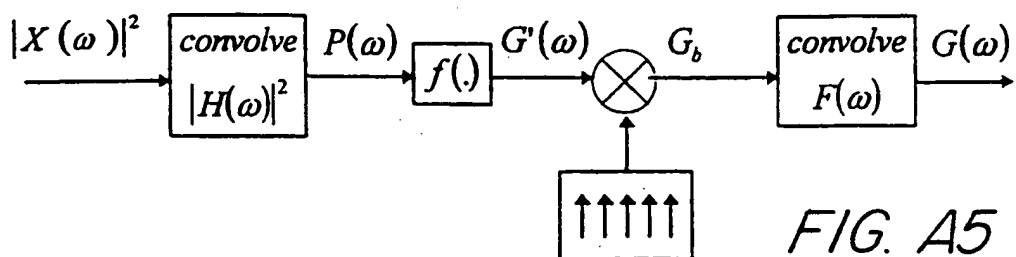 |X(ω)|²
convolve
|H(ω)|²
P(ω)
f(.)
G'(ω)
G_b
convolve
F(ω)
G(ω)
FIG. A5